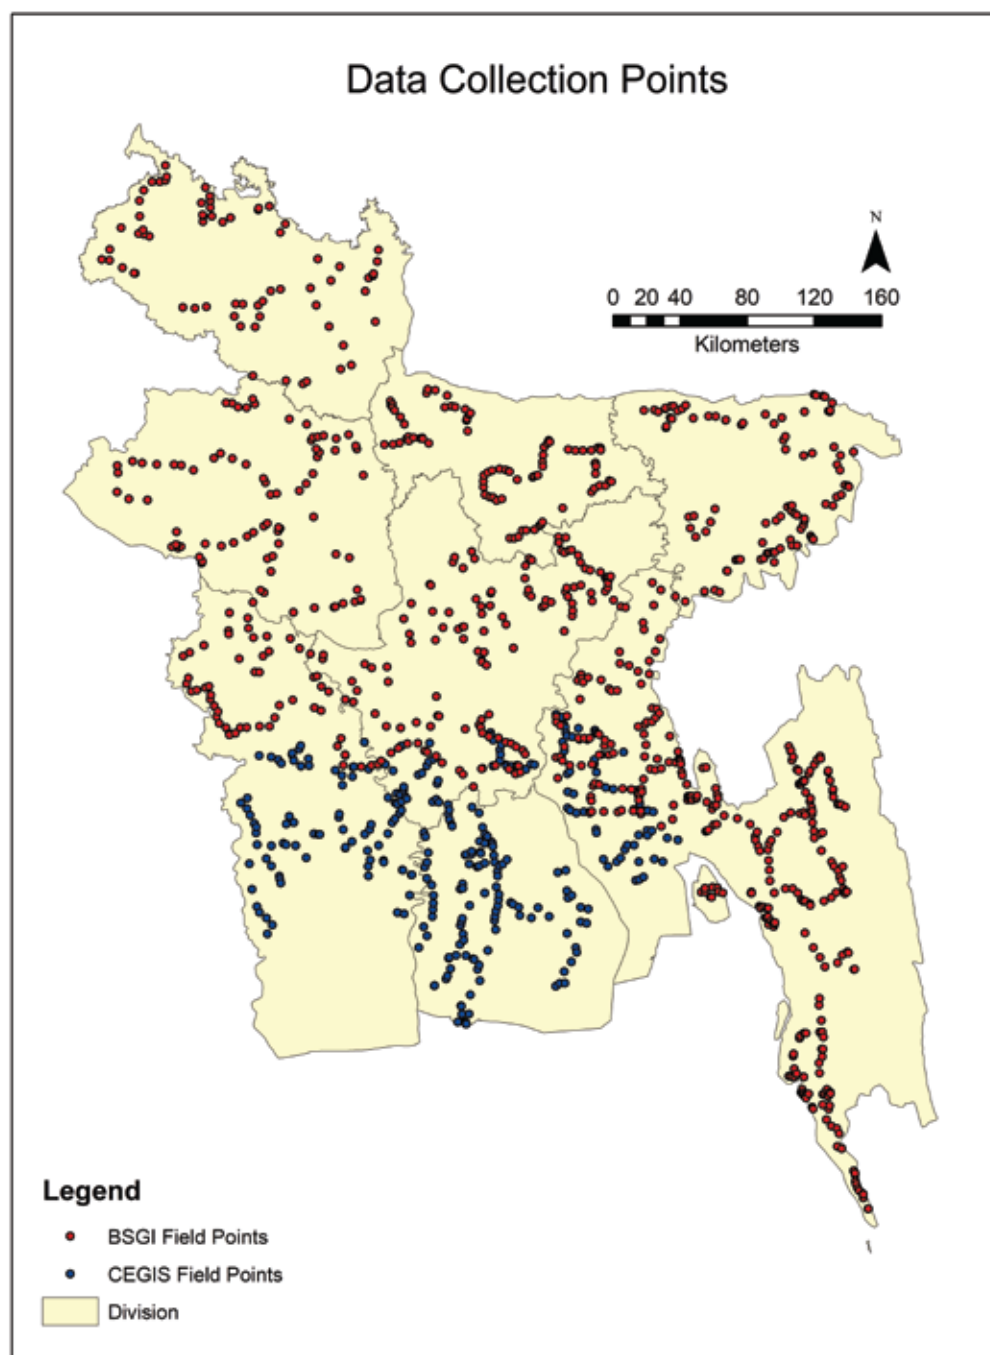 Data Collection Points
N
0 20 40 80 120 160
Kilometers
Legend
BSGI Field Points
CEGIS Field Points
Division